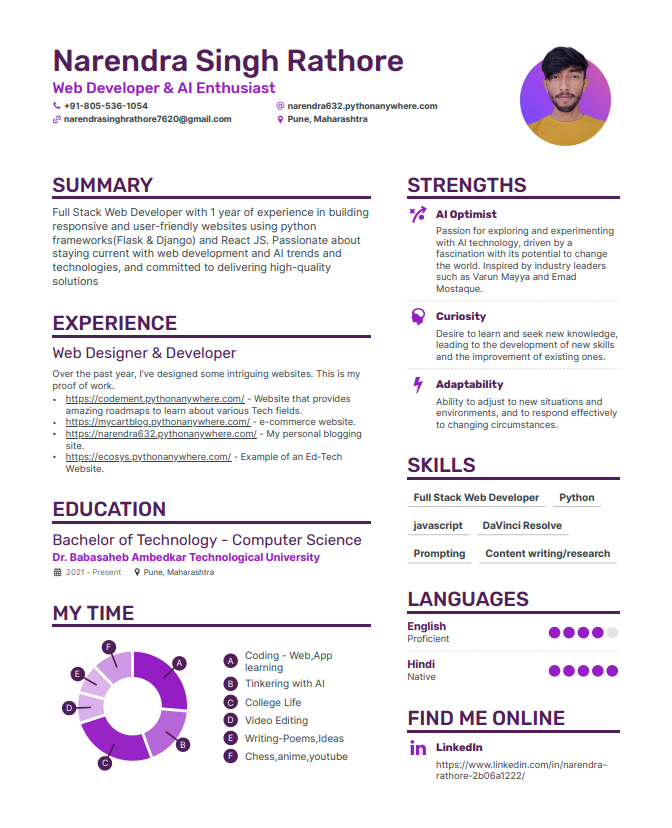 Narendra Singh Rathore
Web Developer & AI Enthusiast
+91-805-536-1054
narendra632.pythonanywhere.com
narendrasinghrathore7620@gmail.com
Pune, Maharashtra
SUMMARY
Full Stack Web Developer with 1 year of experience in building
responsive and user-friendly websites using python
frameworks(Flask & Django) and React JS. Passionate about
staying current with web development and AI trends and
technologies, and committed to delivering high-quality
solutions
EXPERIENCE
Web Designer & Developer
Over the past year, I've designed some intriguing websites. This is my
proof of work.
• https://codement.pythonanywhere.com/ - Website that provides
amazing roadmaps to learn about various Tech fields.
• https://mycartblog.pythonanywhere.com/ - e-commerce website.
• https://narendra632.pythonanywhere.com/ - My personal blogging
site.
• https://ecosys.pythonanywhere.com/ - Example of an Ed-Tech
Website.
EDUCATION
Bachelor of Technology - Computer Science
Dr. Babasaheb Ambedkar Technological University
2021 - Present Pune, Maharashtra
MY TIME
A
B
C
D
E
F
A Coding - Web,App
learning
B Tinkering with AI
C College Life
D Video Editing
E Writing-Poems,Ideas
F Chess,anime,youtube
STRENGTHS
AI Optimist
Passion for exploring and experimenting
with AI technology, driven by a
fascination with its potential to change
the world. Inspired by industry leaders
such as Varun Mayya and Emad
Mostaque.
Curiosity
Desire to learn and seek new knowledge,
leading to the development of new skills
and the improvement of existing ones.
Adaptability
Ability to adjust to new situations and
environments, and to respond effectively
to changing circumstances.
SKILLS
Full Stack Web Developer Python
javascript DaVinci Resolve
Prompting Content writing/research
LANGUAGES
English
Proficient
Hindi
Native
FIND ME ONLINE
in LinkedIn
https://www.linkedin.com/in/narendra-
rathore-2b06a1222/